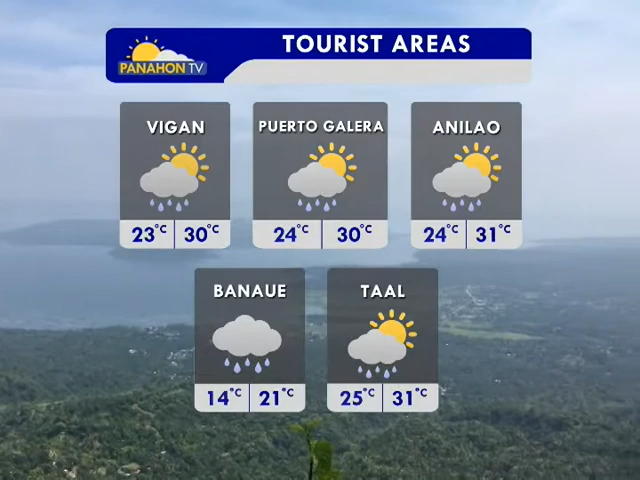 TOURIST AREAS
PANAHON TV
VIGAN
23°C 30°C
PUERTO GALERA
24°C 30°C
ANILAO
24°C 31°C
BANAUE
14°C 21°C
TAAL
25°C 31°C